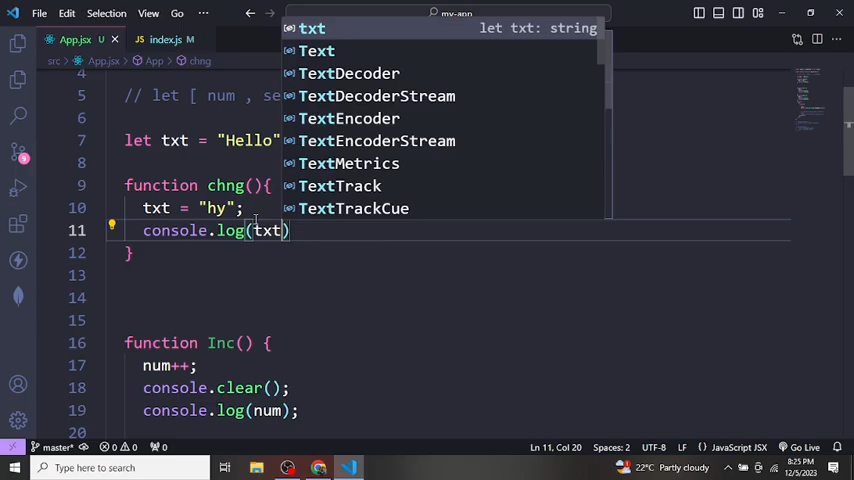 File Edit Selection View Go ...
my-app
App.jsx U
JS index.js M
src > App.jsx > App > chng
4
5 // let [ num , se
6
7 let txt = "Hello"
8
9 function chng(){
10 txt = "hy";
11 console.log(txt)
12 }
13
14
15
16 function Inc() {
17 num++;
18 console.clear();
19 console.log(num);
20
txt let txt: string
Text
TextDecoder
TextDecoderStream
TextEncoder
TextEncoderStream
TextMetrics
TextTrack
TextTrackCue
9
master* 0 0 0 Ln 11, Col 20 Spaces: 2 UTF-8 LF {} JavaScript JSX Go Live
Type here to search
22°C Partly cloudy
8:25 PM
12/5/2023